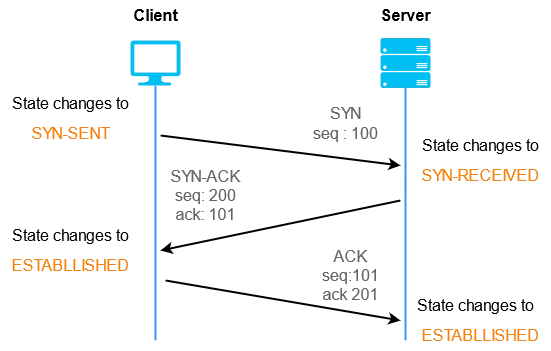 Client
Server
State changes to
SYN-SENT
SYN
seq : 100
State changes to
SYN-RECEIVED
SYN-ACK
seq: 200
ack: 101
State changes to
ESTABLLISHED
ACK
seq:101
ack 201
State changes to
ESTABLLISHED